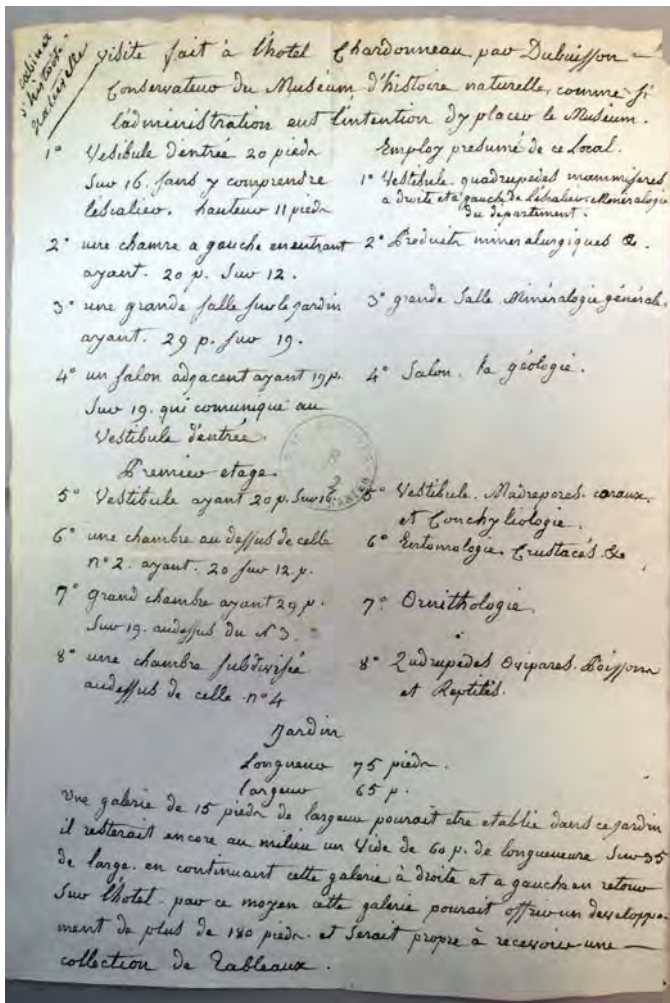 cabinet
d'histoire
naturelle
visite fait à l'hotel Chardonneau par Dubuisson —
Conservateur du Muséum d'histoire naturelle, comme si
l'administration eut l'intention d'y placer le Muséum.
Employ presumé de ce Local.
1° Vestibule d'entrée 20 pieds
sur 16. sans y comprendre
l'éscalier. hauteur 11 pieds
1° Vestibule. quadrupedes mammiferes
a droite et a gauche de l'éscalier. Minéralogie
du département.
2° une chamre a gauche en entrant
ayant. 20 p. sur 12.
2° Produits mineralurgiques &.
3° une grande salle sur le jardin
ayant. 29 p. sur 19.
3° grande Salle. Minéralogie générale.
4° un salon adjacent ayant 19 p.
sur 19. qui comunique au
Vestibule d'entrée.
4° Salon. la géologie.
Premier etage.
5° Vestibule ayant 20 p. sur 16.
5° Vestibule. Madrepores. coraux.
et Conchyliologie.
6° une chambre au dessus de celle
n° 2. ayant. 20 sur 12. p.
6° Entomologie. Crustacés. &
7° grand chambre ayant 29 p.
sur 19. audessus du N 3.
7° Ornithologie.
8° une chambre subdivisée
audessus de celle n° 4
8° Quadrupèdes Ovipares. Poissons
et Reptiles.
Jardin
Longueur 75 pieds.
largeur 65 p.
Une galerie de 15 pieds de largeur pourait etre etablie dans ce jardin
il resterait encore au milieu un Vide de 60 p. de longueueure sur 35
de large. en continuant cette galerie à droite et a gauche en retour
sur l'hotel. par ce moyen cette galerie pourait offrir un developpe-
ment de plus de 180 pieds. et serait propre à recevoir une —
collection de Tableaux.